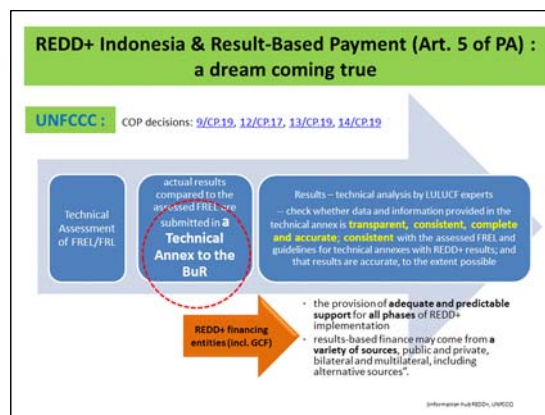 REDD+ Indonesia & Result-Based Payment (Art. 5 of PA) :
a dream coming true
UNFCCC : COP decisions: 9/CP.19, 12/CP.17, 13/CP.19, 14/CP.19
Technical
Assessment
of FREL/FRL
actual results
compared to the
assessed FREL are
submitted in a
Technical
Annex to the
BuR
Results – technical analysis by LULUCF experts
-- check whether data and information provided in the
technical annex is transparent, consistent, complete
and accurate; consistent with the assessed FREL and
guidelines for technical annexes with REDD+ results; and
that results are accurate, to the extent possible
REDD+ financing
entities (incl. GCF)
• the provision of adequate and predictable
support for all phases of REDD+
implementation
• results-based finance may come from a
variety of sources, public and private,
bilateral and multilateral, including
alternative sources".
(information hub REDD+, UNFCCC)